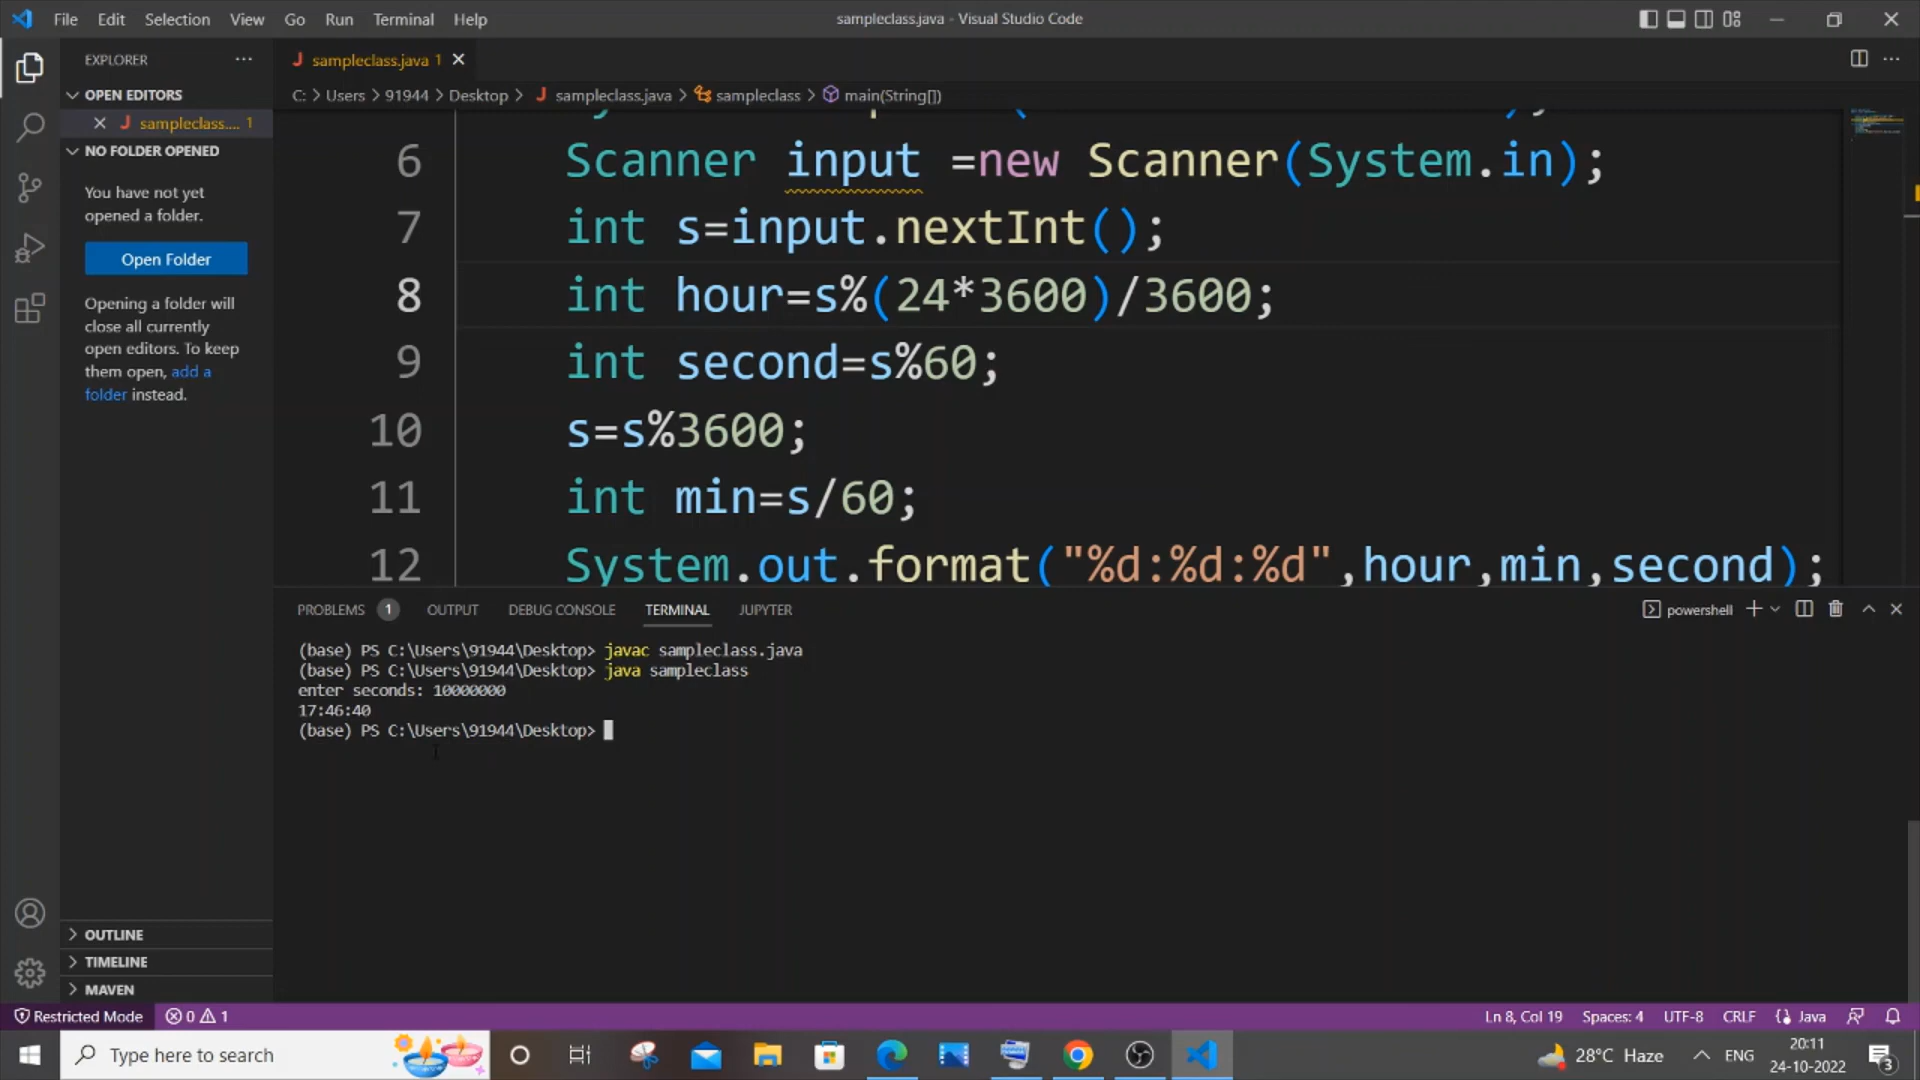 File Edit Selection View Go Run Terminal Help
sampleclass.java - Visual Studio Code
EXPLORER
sampleclass.java 1
OPEN EDITORS
C: > Users > 91944 > Desktop > sampleclass.java > sampleclass > main(String[])
sampleclass.... 1
NO FOLDER OPENED
You have not yet
opened a folder.
Open Folder
Opening a folder will
close all currently
open editors. To keep
them open, add a
folder instead.
6 Scanner input =new Scanner(System.in);
7 int s=input.nextInt();
8 int hour=s%(24*3600)/3600;
9 int second=s%60;
10 s=s%3600;
11 int min=s/60;
12 System.out.format("%d:%d:%d",hour,min,second);
PROBLEMS 1 OUTPUT DEBUG CONSOLE TERMINAL JUPYTER
powershell
(base) PS C:\Users\91944\Desktop> javac sampleclass.java
(base) PS C:\Users\91944\Desktop> java sampleclass
enter seconds: 10000000
17:46:40
(base) PS C:\Users\91944\Desktop>
OUTLINE
TIMELINE
MAVEN
Restricted Mode 0 1
Ln 8, Col 19 Spaces: 4 UTF-8 CRLF Java
Type here to search
28°C Haze
ENG
20:11
24-10-2022
3